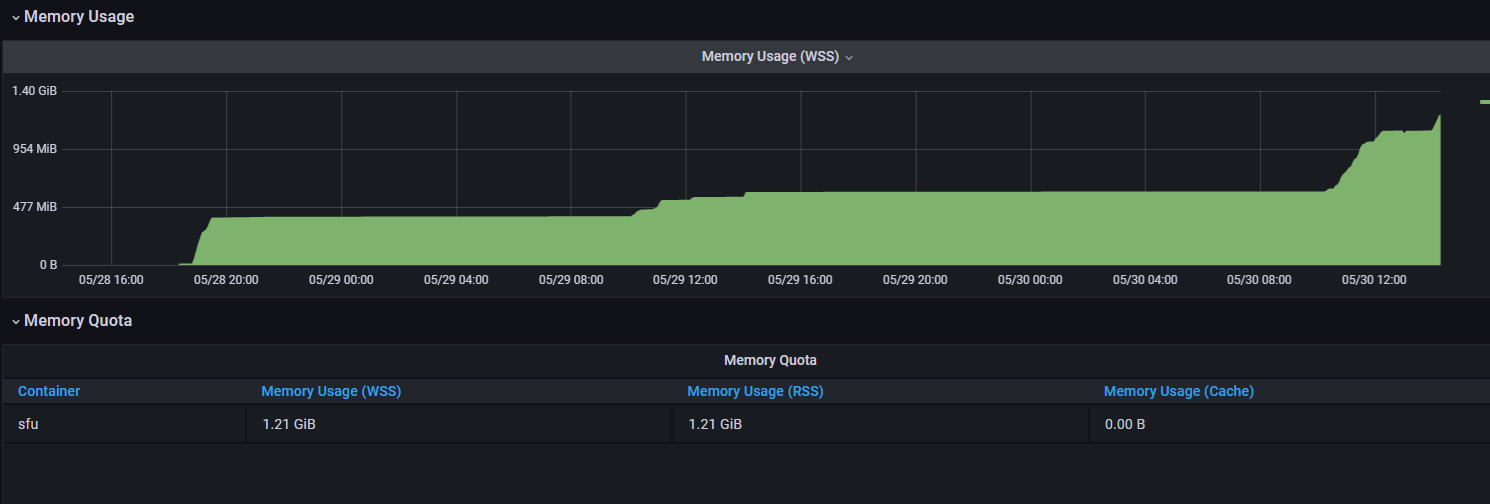 Memory Usage
Memory Usage (WSS)
1.40 GiB
954 MiB
477 MiB
0 B
05/28 16:00 05/28 20:00 05/29 00:00 05/29 04:00 05/29 08:00 05/29 12:00 05/29 16:00 05/29 20:00 05/30 00:00 05/30 04:00 05/30 08:00 05/30 12:00
Memory Quota
Memory Quota
Container Memory Usage (WSS) Memory Usage (RSS) Memory Usage (Cache)
sfu 1.21 GiB 1.21 GiB 0.00 B